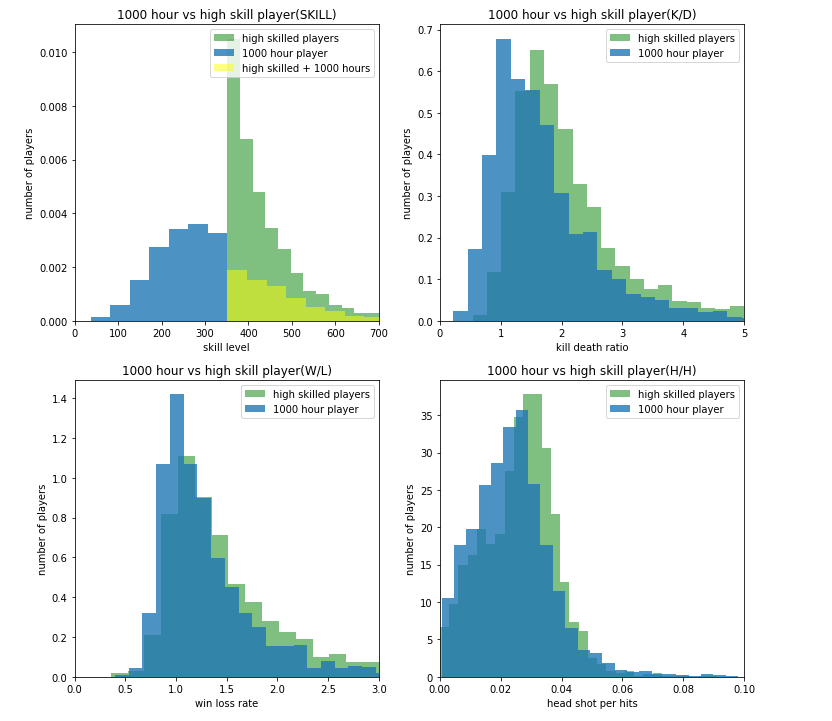 1000 hour vs high skill player(SKILL)
high skilled players
1000 hour player
high skilled + 1000 hours
0.010
0.008
0.006
0.004
0.002
0.000
number of players
0 100 200 300 400 500 600 700
skill level
1000 hour vs high skill player(K/D)
high skilled players
1000 hour player
0.7
0.6
0.5
0.4
0.3
0.2
0.1
0.0
number of players
0 1 2 3 4 5
kill death ratio
1000 hour vs high skill player(W/L)
high skilled players
1000 hour player
1.4
1.2
1.0
0.8
0.6
0.4
0.2
0.0
number of players
0.0 0.5 1.0 1.5 2.0 2.5 3.0
win loss rate
1000 hour vs high skill player(H/H)
high skilled players
1000 hour player
35
30
25
20
15
10
5
0
number of players
0.00 0.02 0.04 0.06 0.08 0.10
head shot per hits